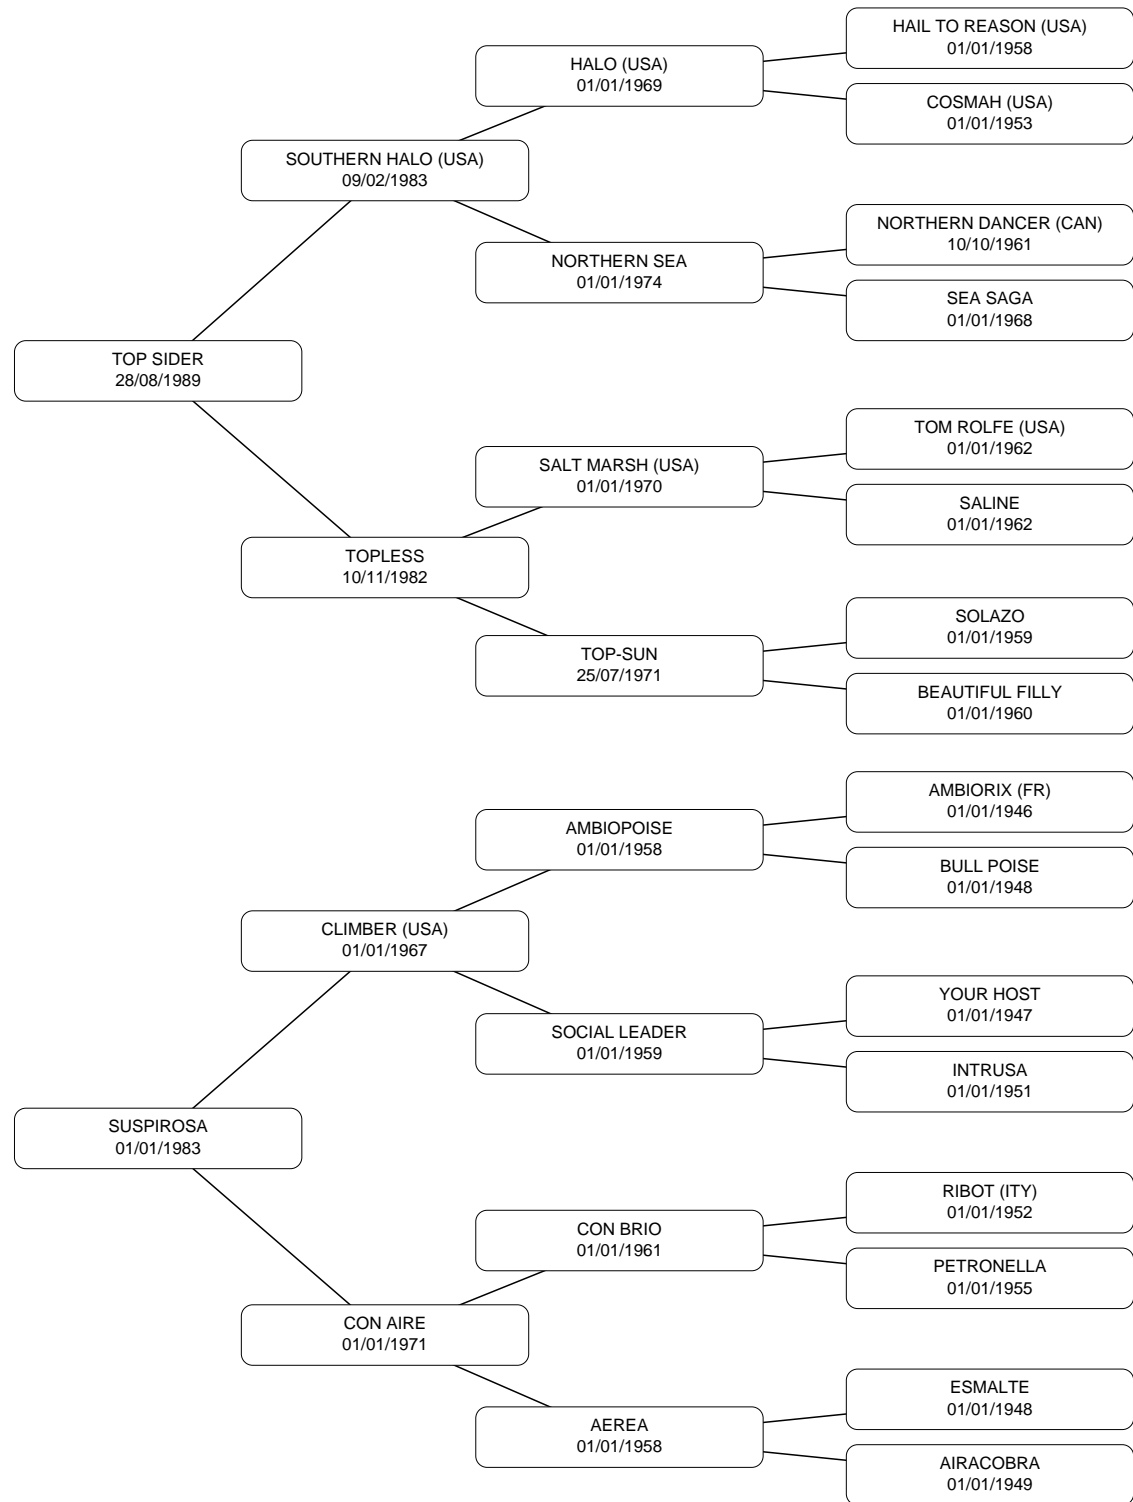 HAIL TO REASON (USA)
01/01/1958
HALO (USA)
01/01/1969
COSMAH (USA)
01/01/1953
SOUTHERN HALO (USA)
09/02/1983
NORTHERN DANCER (CAN)
10/10/1961
NORTHERN SEA
01/01/1974
SEA SAGA
01/01/1968
TOP SIDER
28/08/1989
TOM ROLFE (USA)
01/01/1962
SALT MARSH (USA)
01/01/1970
SALINE
01/01/1962
TOPLESS
10/11/1982
SOLAZO
01/01/1959
TOP-SUN
25/07/1971
BEAUTIFUL FILLY
01/01/1960
AMBIORIX (FR)
01/01/1946
AMBIOPOISE
01/01/1958
BULL POISE
01/01/1948
CLIMBER (USA)
01/01/1967
YOUR HOST
01/01/1947
SOCIAL LEADER
01/01/1959
INTRUSA
01/01/1951
SUSPIROSA
01/01/1983
RIBOT (ITY)
01/01/1952
CON BRIO
01/01/1961
PETRONELLA
01/01/1955
CON AIRE
01/01/1971
ESMALTE
01/01/1948
AEREA
01/01/1958
AIRACOBRA
01/01/1949